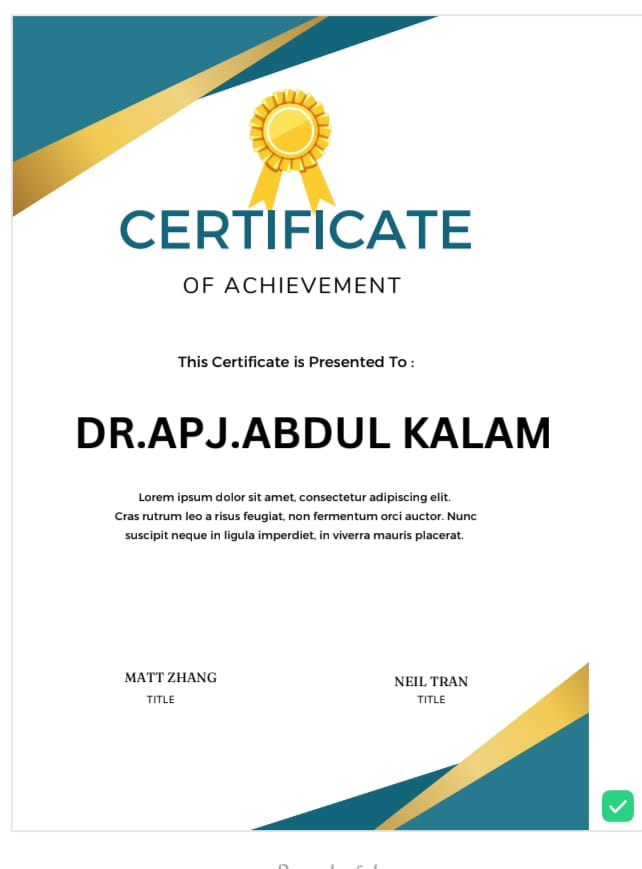 CERTIFICATE
OF ACHIEVEMENT
This Certificate is Presented To :
DR.APJ.ABDUL KALAM
Lorem ipsum dolor sit amet, consectetur adipiscing elit.
Cras rutrum leo a risus feugiat, non fermentum orci auctor. Nunc
suscipit neque in ligula imperdiet, in viverra mauris placerat.
MATT ZHANG
NEIL TRAN
TITLE
TITLE